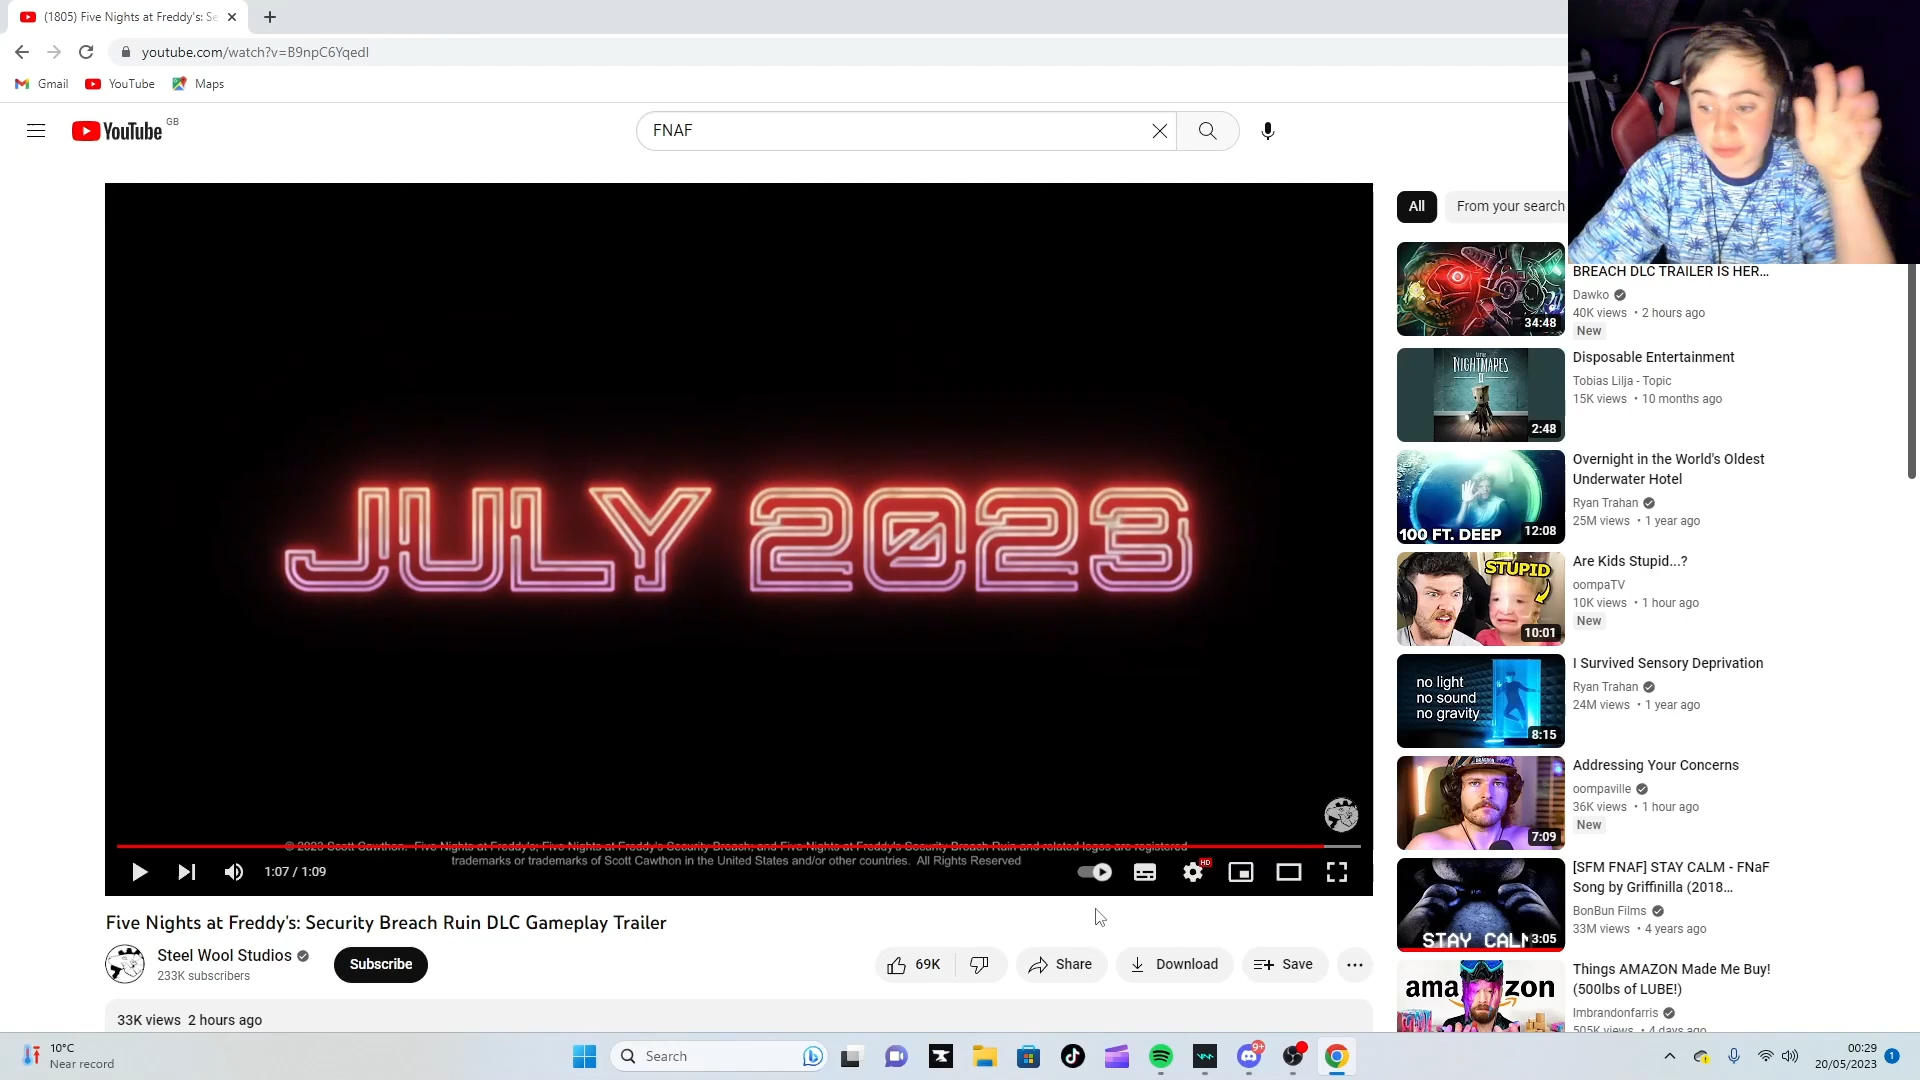 (1805) Five Nights at Freddy's: Se
youtube.com/watch?v=B9npC6YqedI
Gmail
YouTube
Maps
YouTube GB
FNAF
JULY 2023
© 2023 Scott Cawthon. Five Nights at Freddy's; Five Nights at Freddy's Security Breach; and Five Nights at Freddy's Security Breach Ruin and related logos are registered
trademarks or trademarks of Scott Cawthon in the United States and/or other countries. All Rights Reserved
1:07 / 1:09
HD
Five Nights at Freddy's: Security Breach Ruin DLC Gameplay Trailer
Steel Wool Studios
233K subscribers
Subscribe
69K
Share
Download
Save
33K views 2 hours ago
All
From your search
34:48
BREACH DLC TRAILER IS HER...
Dawko
40K views • 2 hours ago
New
NIGHTMARES
II
2:48
Disposable Entertainment
Tobias Lilja - Topic
15K views • 10 months ago
100 FT. DEEP
12:08
Overnight in the World's Oldest
Underwater Hotel
Ryan Trahan
25M views • 1 year ago
STUPID
10:01
Are Kids Stupid...?
oompaTV
10K views • 1 hour ago
New
no light
no sound
no gravity
8:15
I Survived Sensory Deprivation
Ryan Trahan
24M views • 1 year ago
7:09
Addressing Your Concerns
oompaville
36K views • 1 hour ago
New
STAY CALM
3:05
[SFM FNAF] STAY CALM - FNaF
Song by Griffinilla (2018...
BonBun Films
33M views • 4 years ago
Things AMAZON Made Me Buy!
(500lbs of LUBE!)
Imbrandonfarris
505K views • 4 days ago
10°C
Near record
Search
9+
00:29
20/05/2023
1